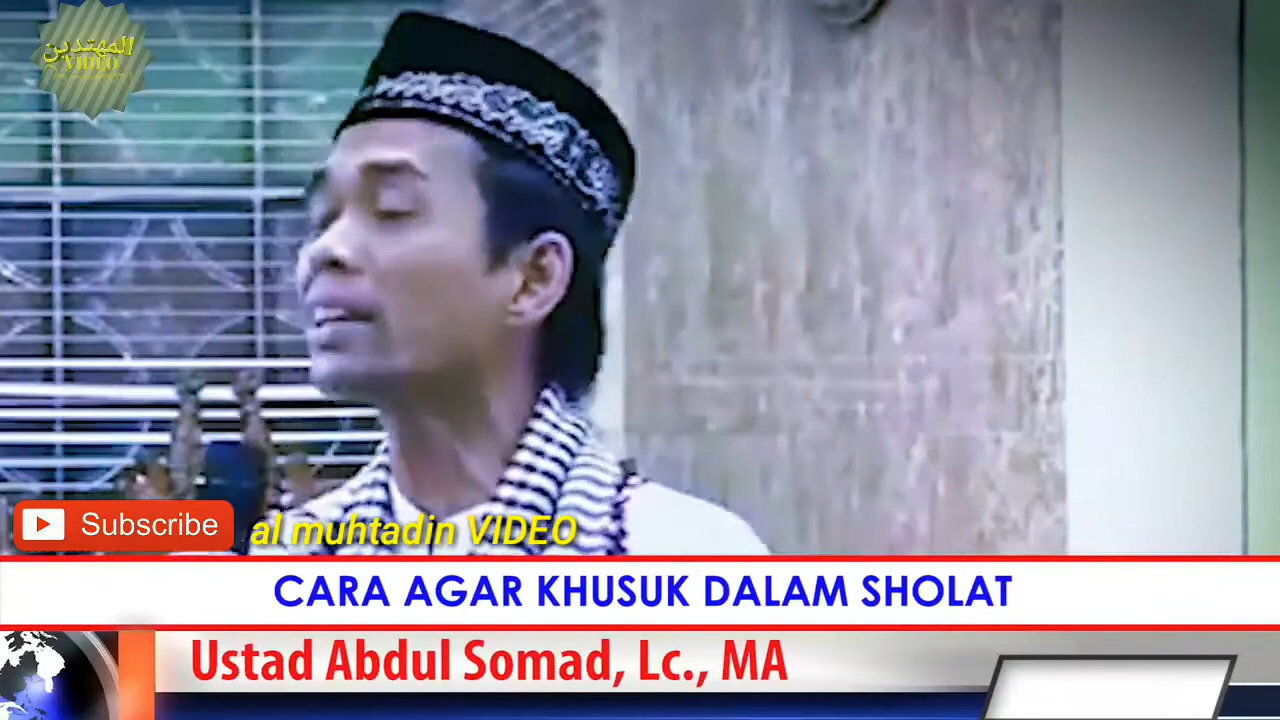 المهتدين
VIDEO
Subscribe
al muhtadin VIDEO
CARA AGAR KHUSUK DALAM SHOLAT
Ustad Abdul Somad, Lc., MA